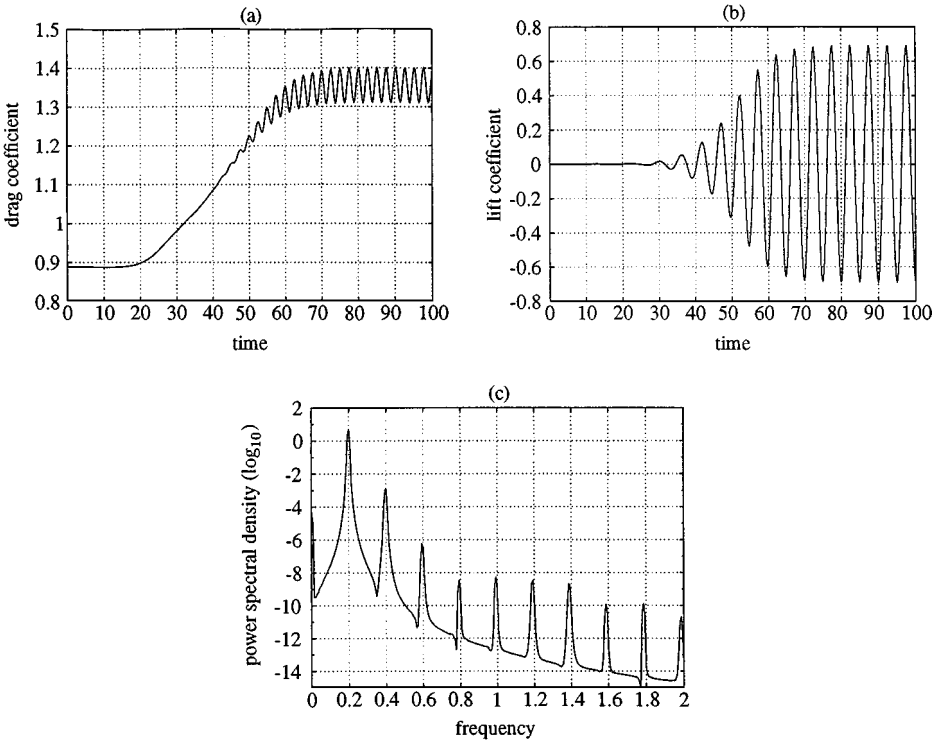 (a)
1.5
1.4
1.3
1.2
1.1
1
0.9
0.8
drag coefficient
0 10 20 30 40 50 60 70 80 90 100
time
(b)
0.8
0.6
0.4
0.2
0
-0.2
-0.4
-0.6
-0.8
lift coefficient
0 10 20 30 40 50 60 70 80 90 100
time
(c)
2
0
-2
-4
-6
-8
-10
-12
-14
power spectral density (log10)
0 0.2 0.4 0.6 0.8 1 1.2 1.4 1.6 1.8 2
frequency